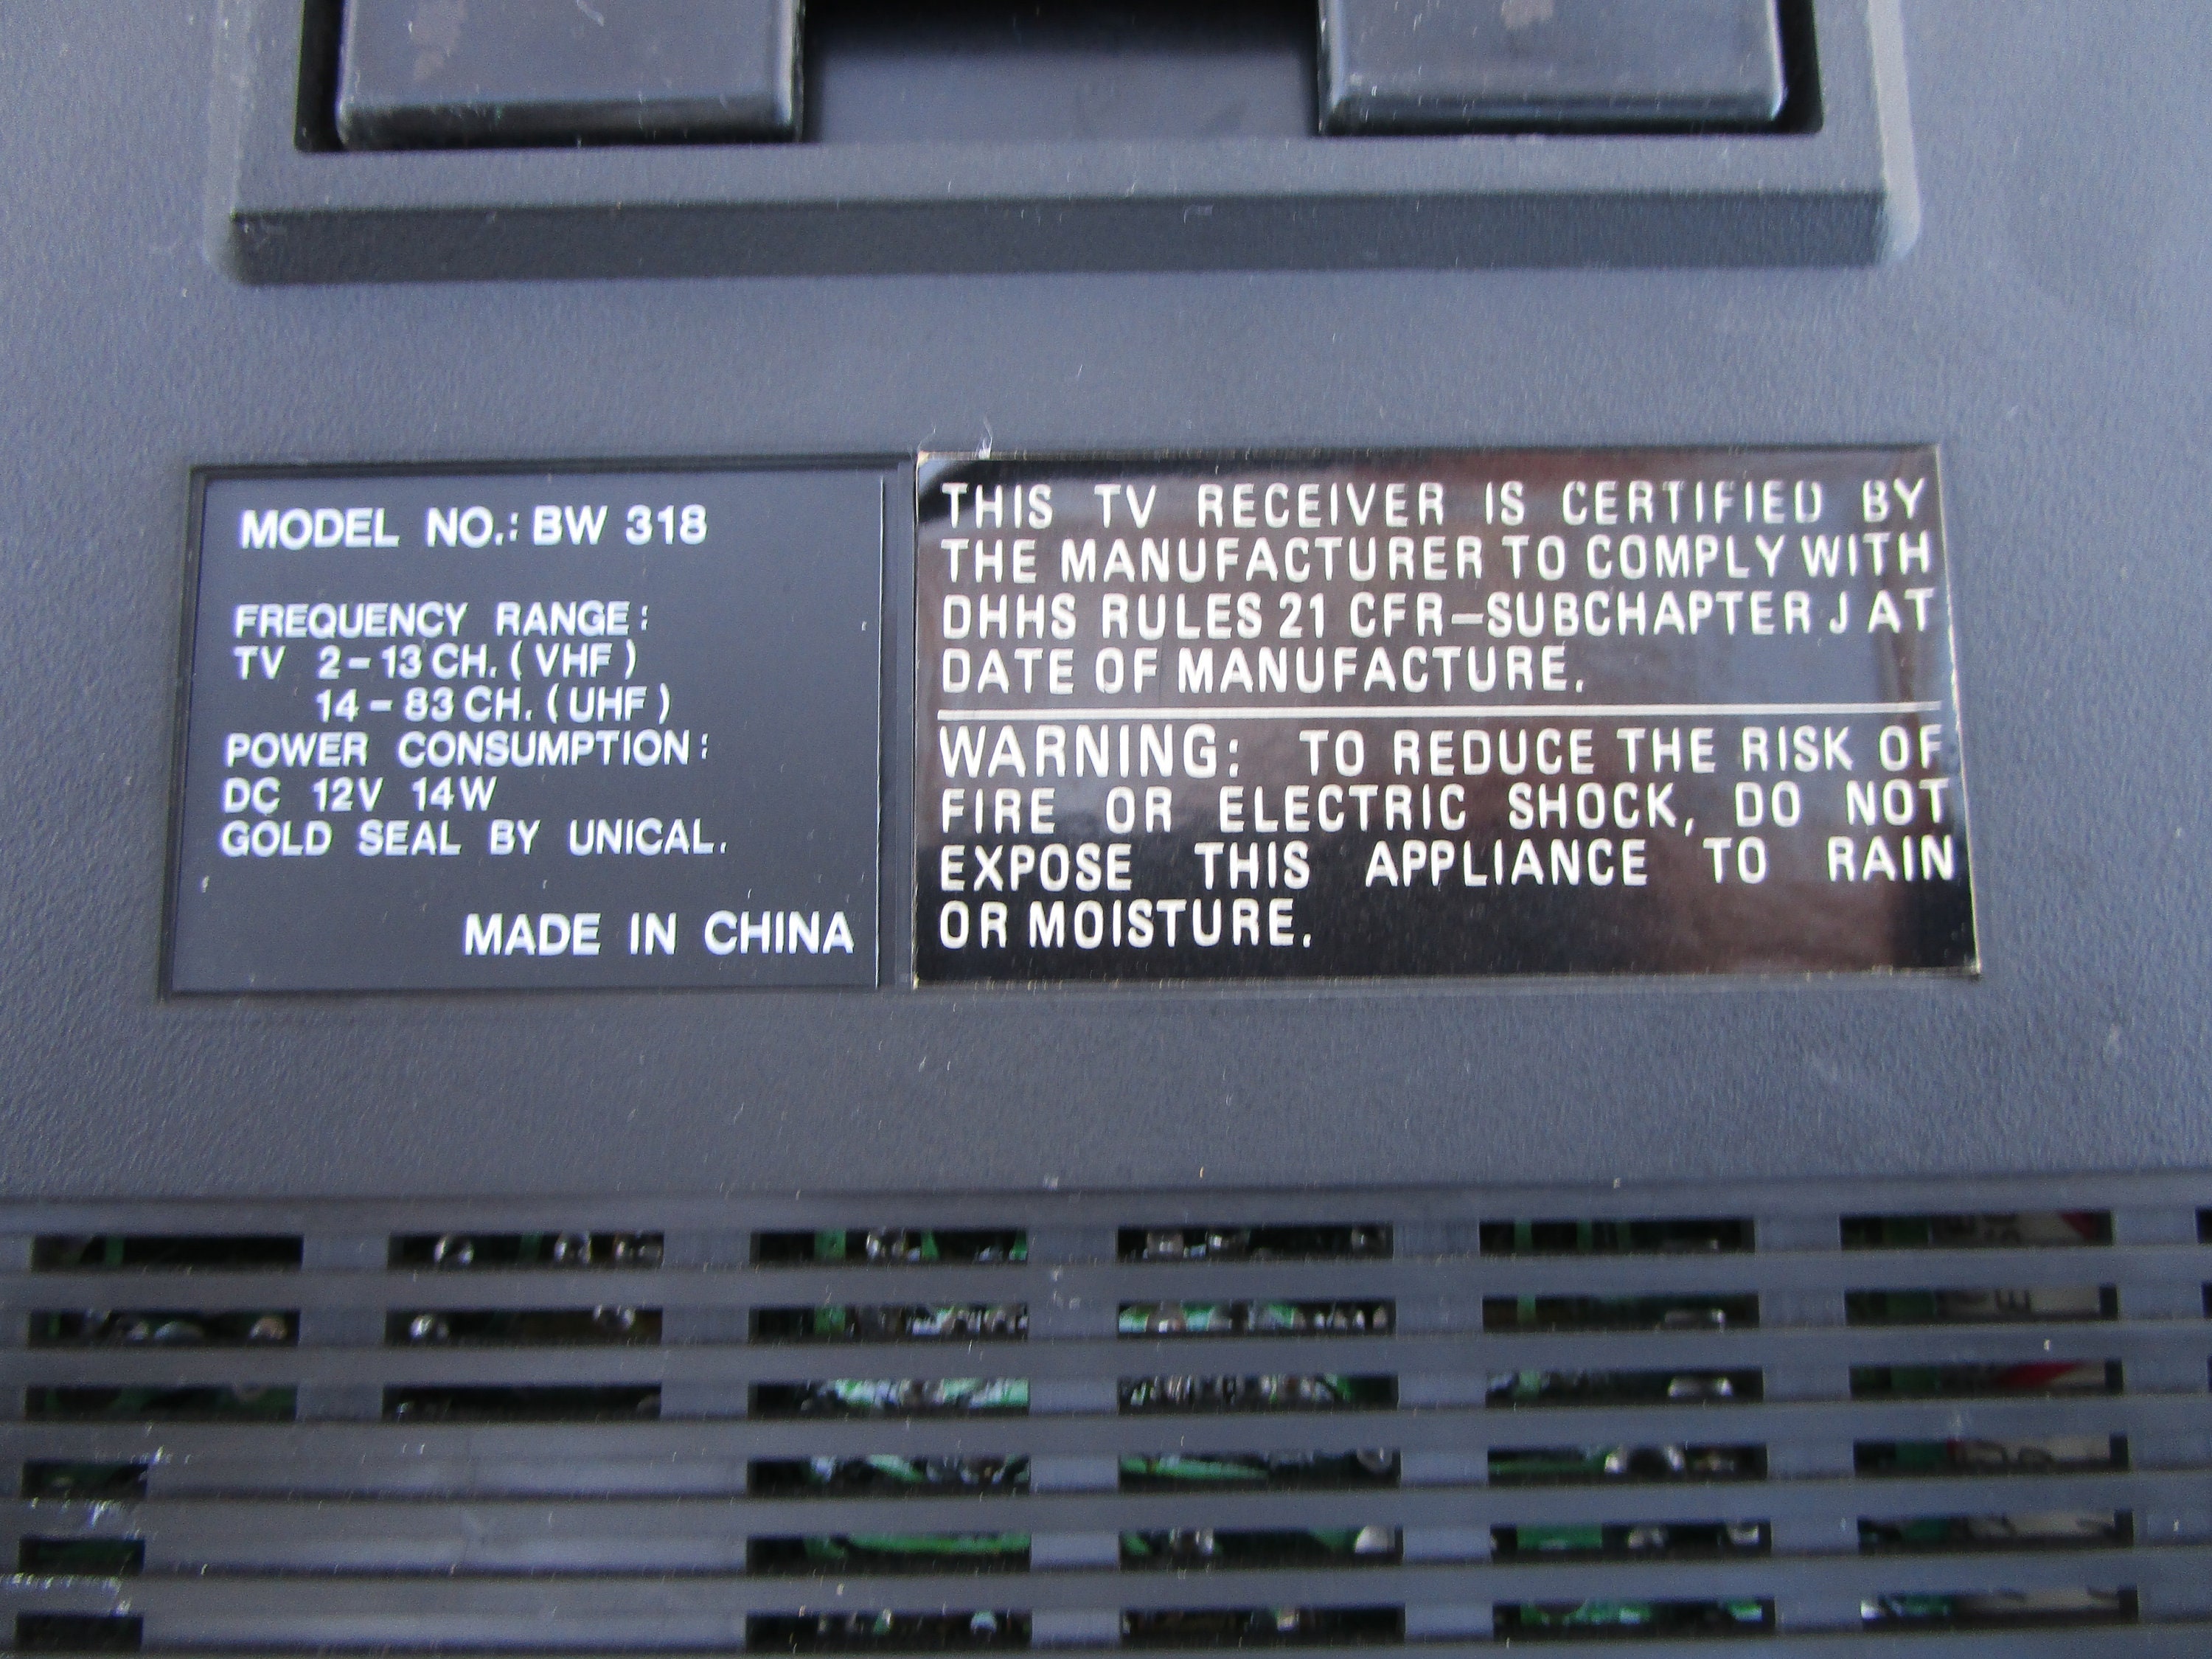 MODEL NO.: BW 318
FREQUENCY RANGE:
TV 2-13 CH. (VHF)
14-83 CH. (UHF)
POWER CONSUMPTION:
DC 12V 14W
GOLD SEAL BY UNICAL.
MADE IN CHINA
THIS TV RECEIVER IS CERTIFIED BY
THE MANUFACTURER TO COMPLY WITH
DHHS RULES 21 CFR-SUBCHAPTER J AT
DATE OF MANUFACTURE.
WARNING: TO REDUCE THE RISK OF
FIRE OR ELECTRIC SHOCK, DO NOT
EXPOSE THIS APPLIANCE TO RAIN
OR MOISTURE.